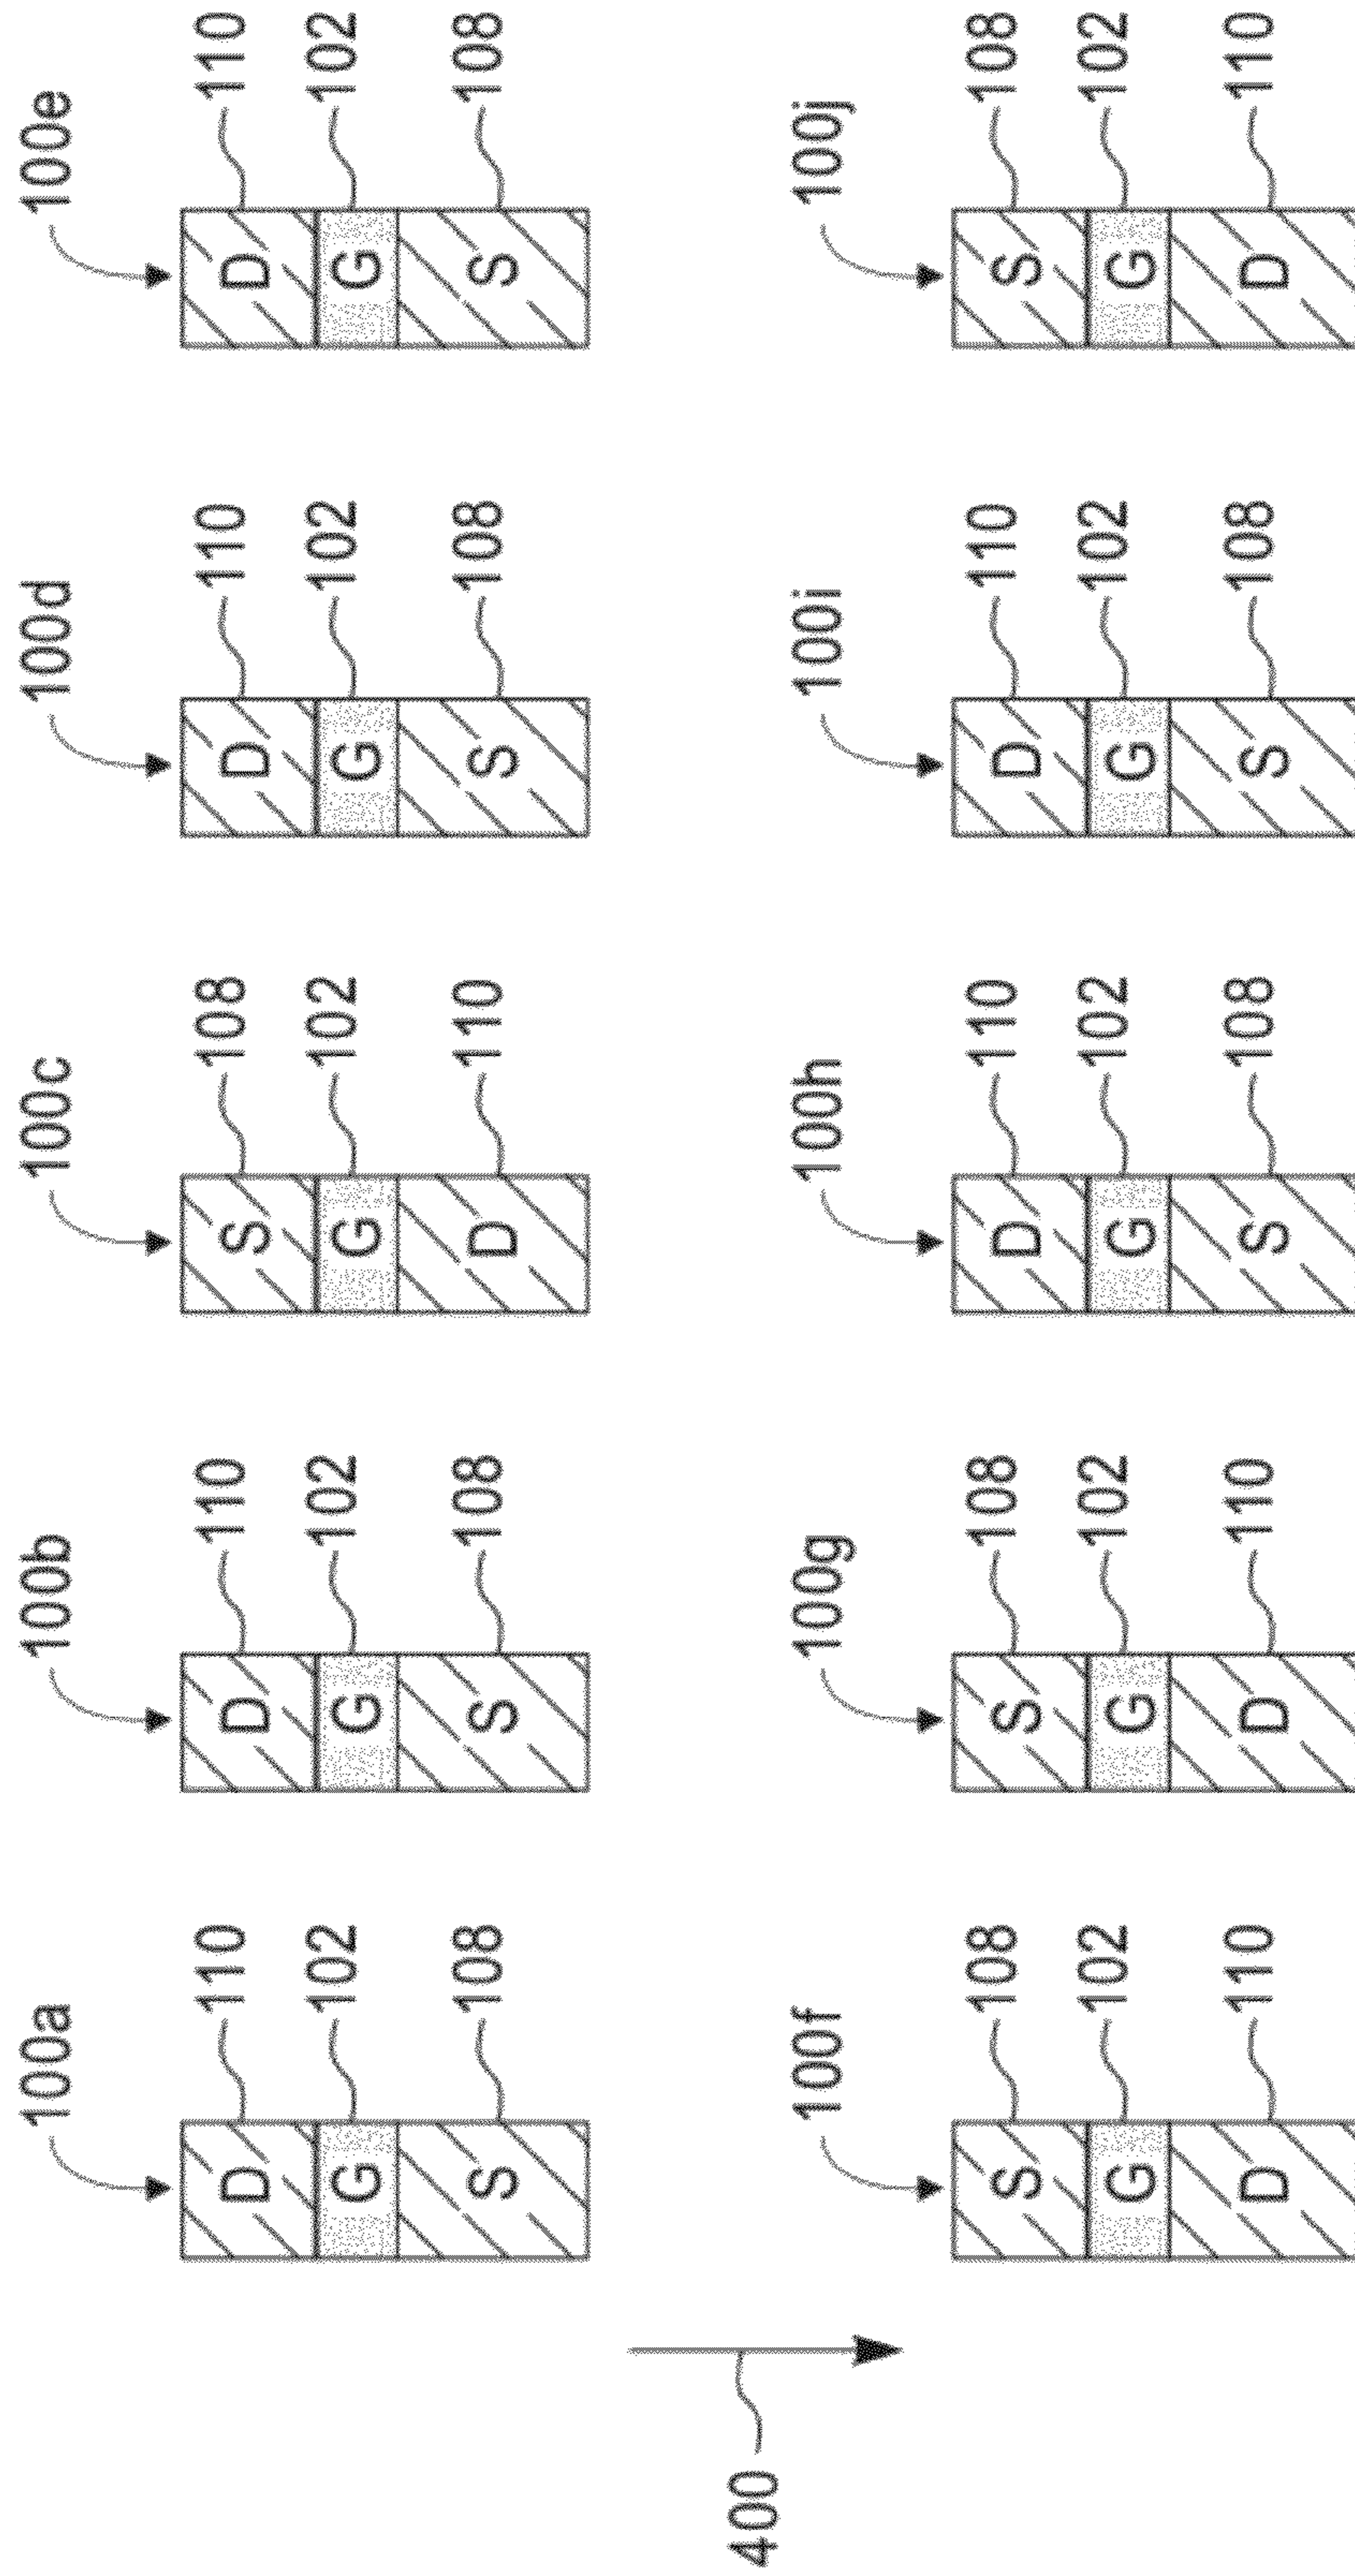 100a 100b 100c 100d 100e
D 110 D 110 S 108 D 110 D 110
G 102 G 102 G 102 G 102 G 102
S 108 S 108 D 110 S 108 S 108
400
100f 100g 100h 100i 100j
S 108 S 108 D 110 D 110 S 108
G 102 G 102 G 102 G 102 G 102
D 110 D 110 S 108 S 108 D 110